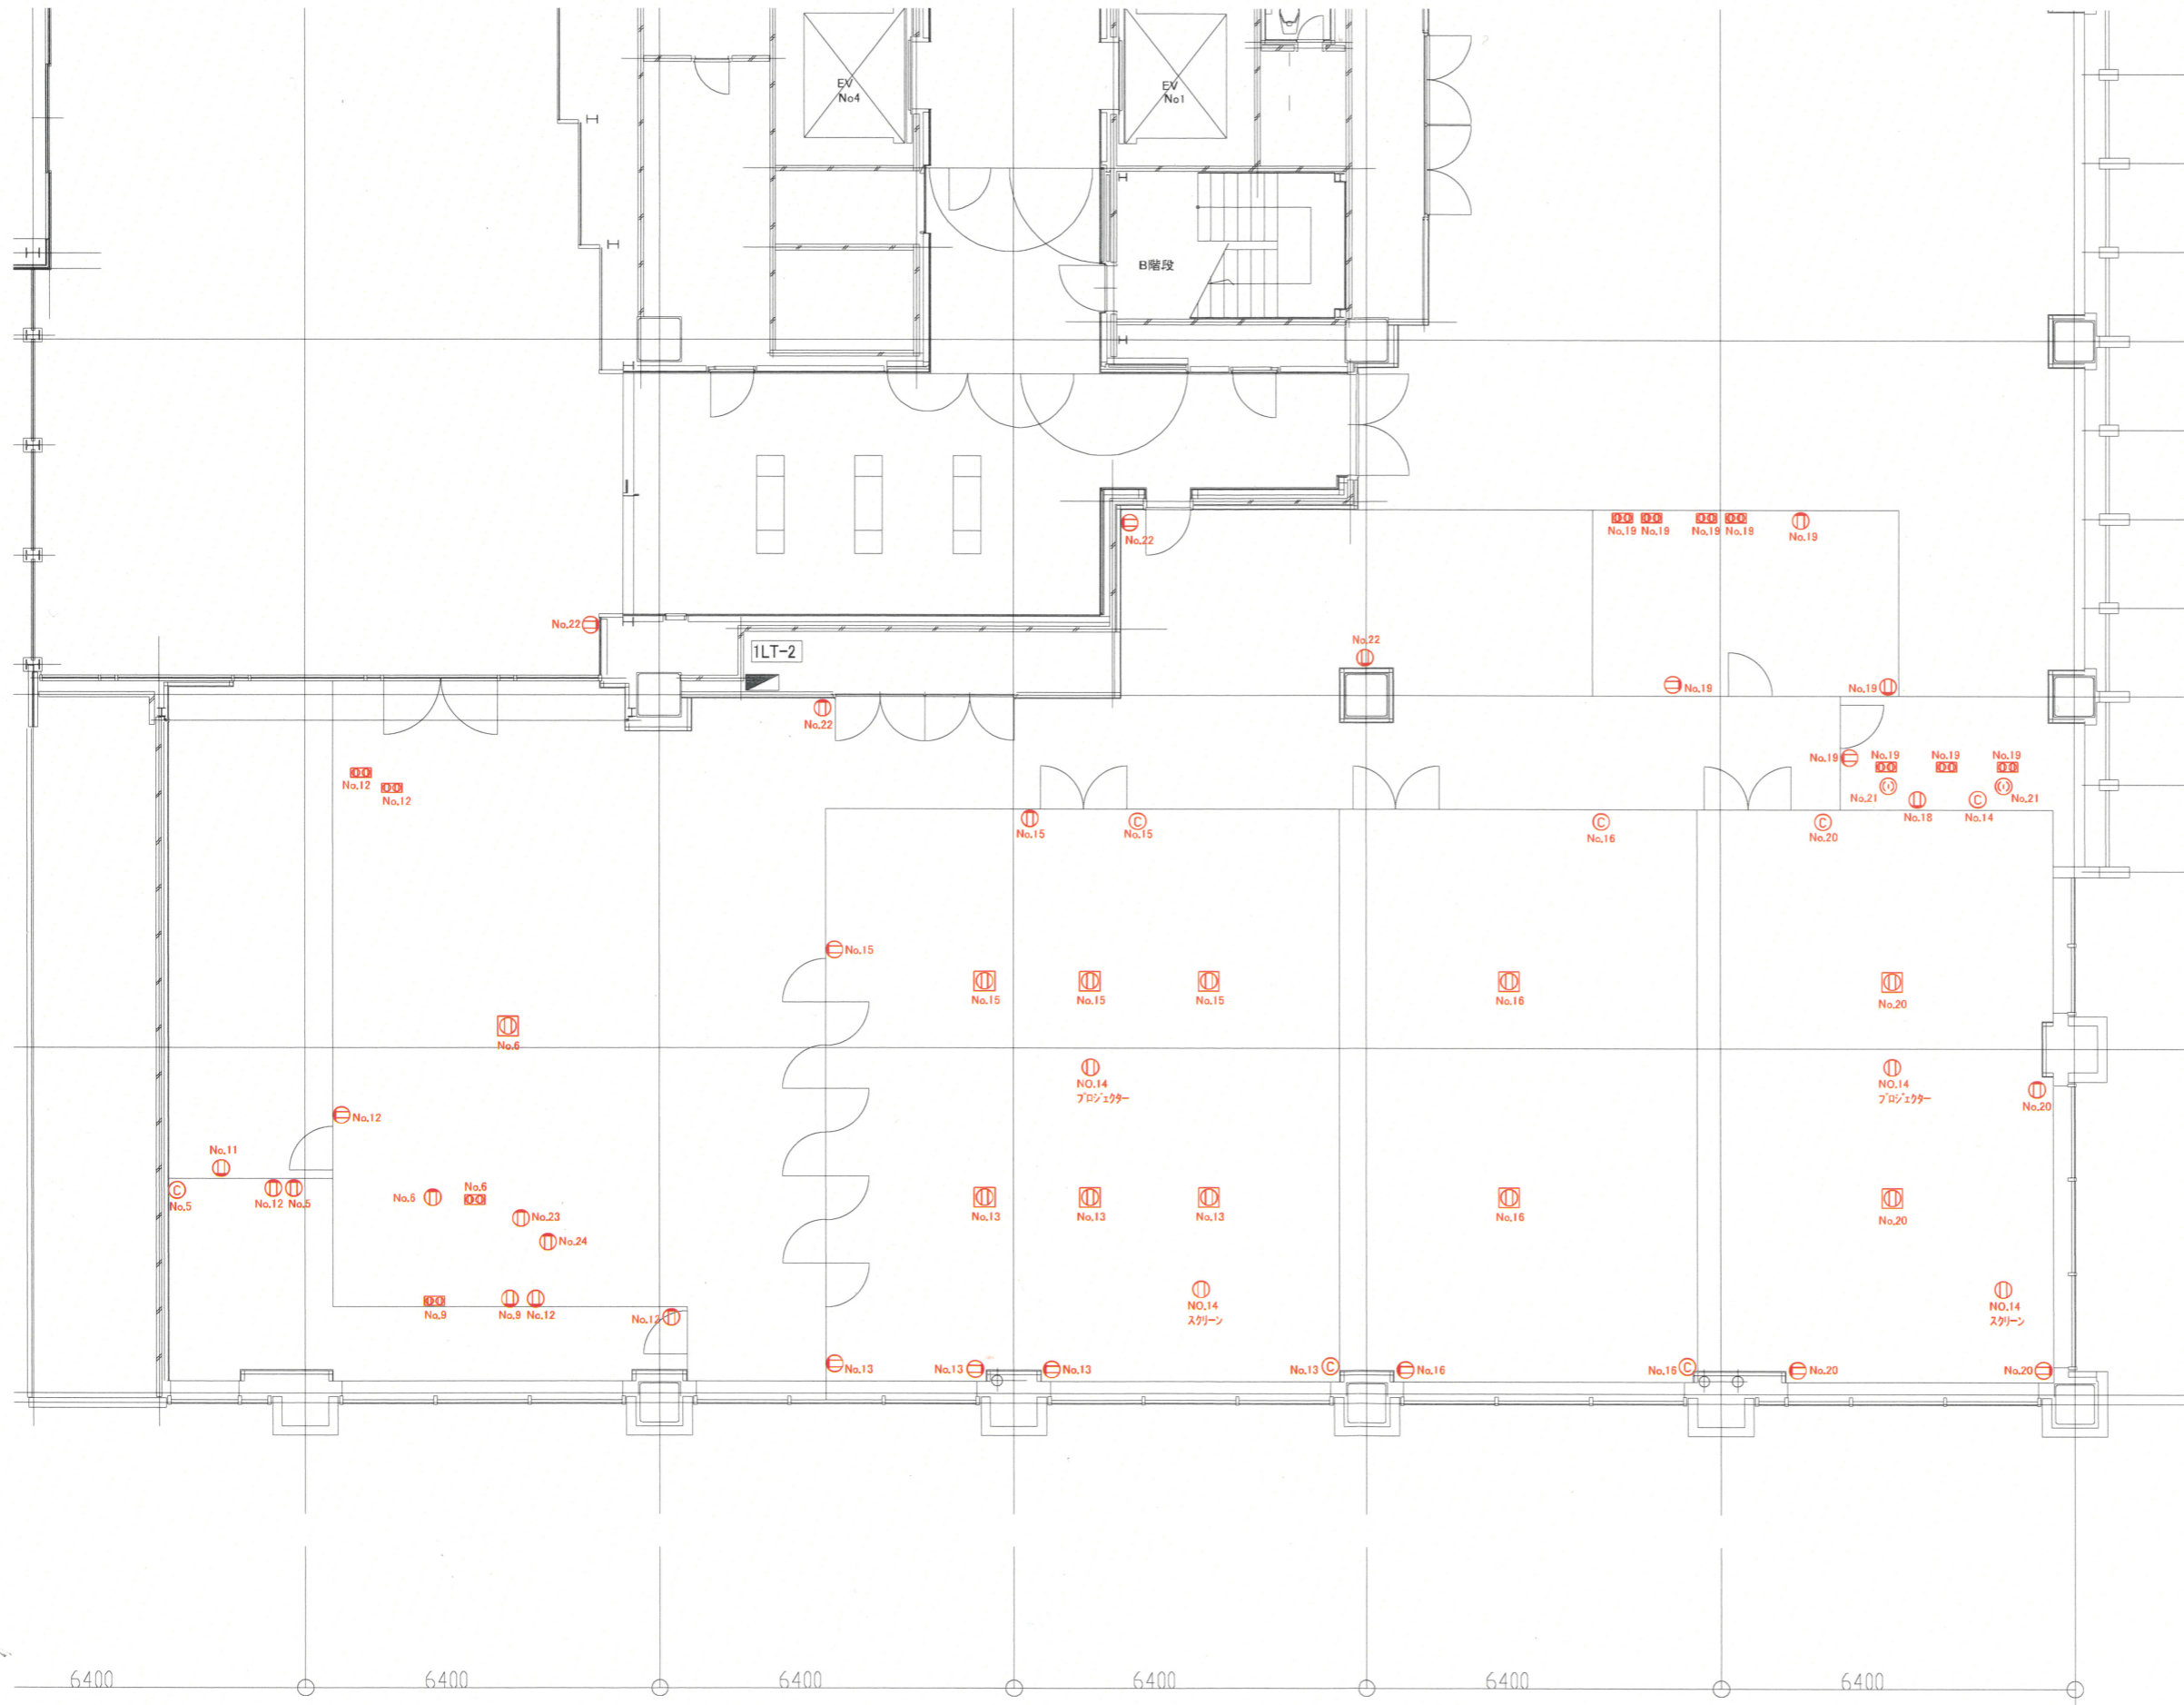 EV
No4
EV
No1
B階段
No.22
No.19
No.19
No.19
No.19
No.19
No.22
1LT-2
No.22
No.19
No.19
No.22
No.19
No.19
No.19
No.19
No.12
No.12
No.21
No.21
No.18
No.14
No.15
No.15
No.16
No.20
No.15
No.15
No.15
No.15
No.16
No.20
No.6
NO.14
プロジェクター
NO.14
プロジェクター
No.20
No.12
No.11
No.5
No.12
No.5
No.6
No.6
No.23
No.24
No.13
No.13
No.13
No.16
No.20
No.9
No.9
No.12
No.12
NO.14
スクリーン
NO.14
スクリーン
No.13
No.13
No.13
No.13
No.16
No.16
No.20
No.20
6400
6400
6400
6400
6400
6400